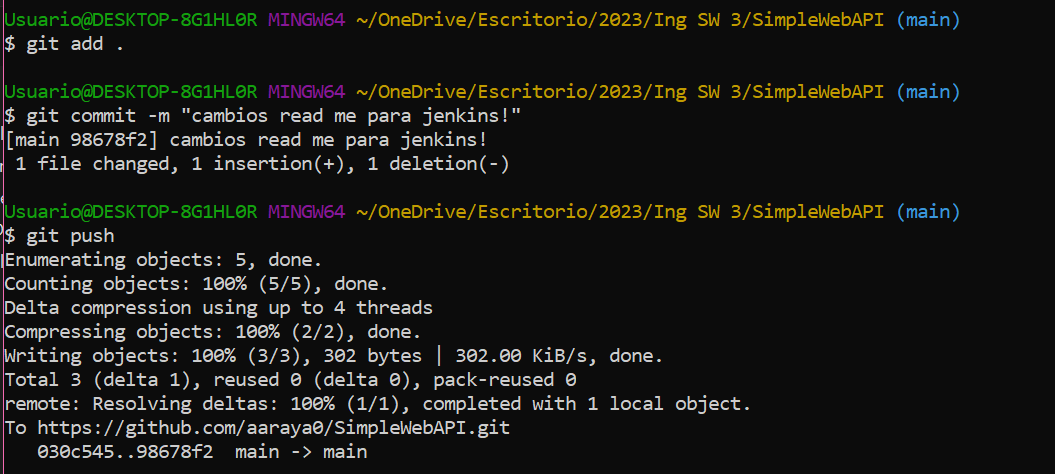 Usuario@DESKTOP-8G1HL0R MINGW64 ~/OneDrive/Escritorio/2023/Ing SW 3/SimpleWebAPI (main)
$ git add .
Usuario@DESKTOP-8G1HL0R MINGW64 ~/OneDrive/Escritorio/2023/Ing SW 3/SimpleWebAPI (main)
$ git commit -m "cambios read me para jenkins!"
[main 98678f2] cambios read me para jenkins!
1 file changed, 1 insertion(+), 1 deletion(-)
Usuario@DESKTOP-8G1HL0R MINGW64 ~/OneDrive/Escritorio/2023/Ing SW 3/SimpleWebAPI (main)
$ git push
Enumerating objects: 5, done.
Counting objects: 100% (5/5), done.
Delta compression using up to 4 threads
Compressing objects: 100% (2/2), done.
Writing objects: 100% (3/3), 302 bytes | 302.00 KiB/s, done.
Total 3 (delta 1), reused 0 (delta 0), pack-reused 0
remote: Resolving deltas: 100% (1/1), completed with 1 local object.
To https://github.com/aaraya0/SimpleWebAPI.git
030c545..98678f2  main -> main